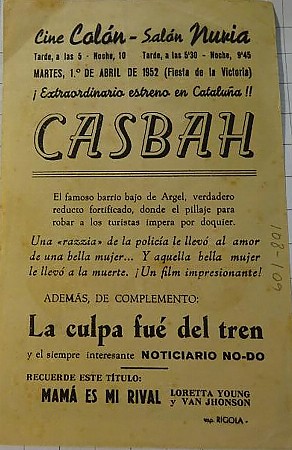 Cine Colón - Salón Nuria
Tarde, a las 5 - Noche, 10 Tarde, a las 5'30 - Noche, 9'45
MARTES, 1.º DE ABRIL DE 1952 (Fiesta de la Victoria)
¡Extraordinario estreno en Cataluña!!
CASBAH
El famoso barrio bajo de Argel, verdadero
reducto fortificado, donde el pillaje para
robar a los turistas impera por doquier.
Una «razzia» de la policía le llevó al amor
de una bella mujer... Y aquella bella mujer
le llevó a la muerte. ¡Un film impresionante!
ADEMÁS, DE COMPLEMENTO:
La culpa fué del tren
y el siempre interesante NOTICIARIO NO-DO
RECUERDE ESTE TÍTULO:
MAMÁ ES MI RIVAL LORETTA YOUNG
y VAN JHONSON
Imp. RIGOLA -
108-109